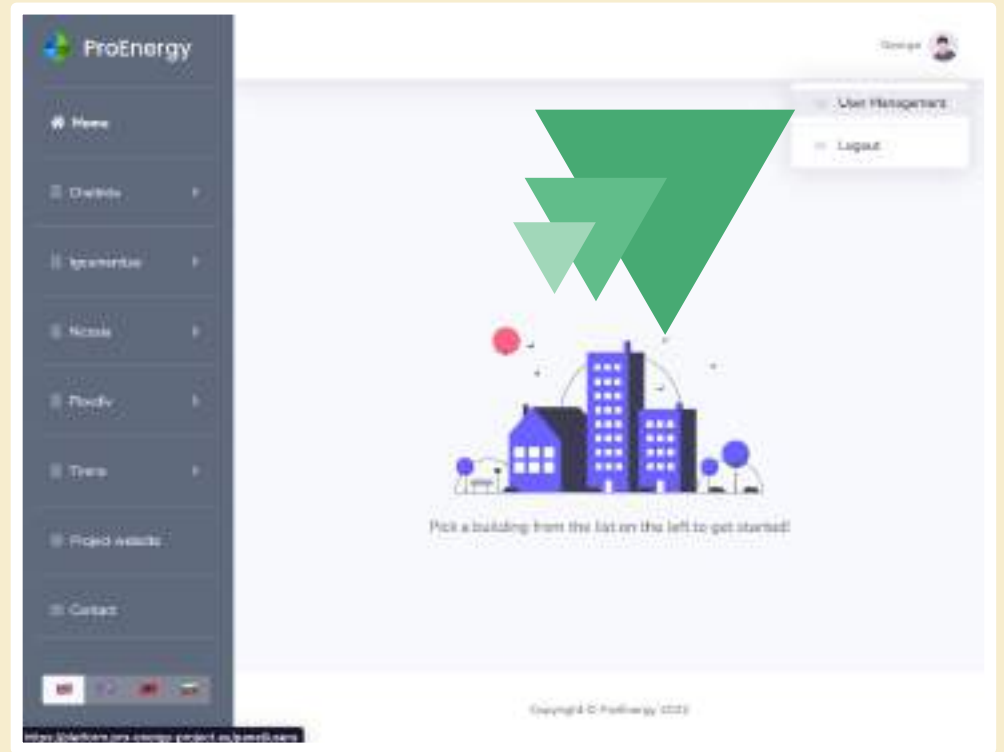 ProEnergy
George
User Management
Home
Logout
Nicosia
Plovdiv
Tirana
Pick a building from the list on the left to get started!
Project website
Contact
Copyright © ProEnergy 2023